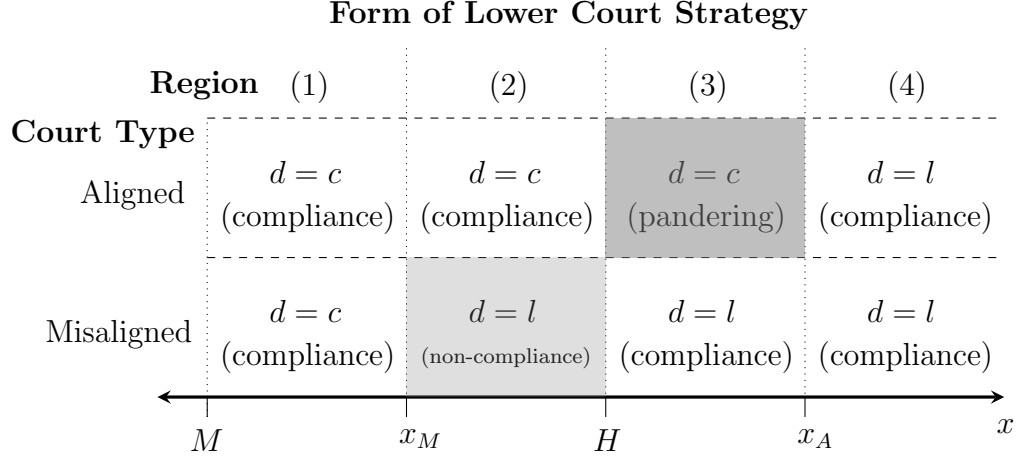 Form of Lower Court Strategy
Region (1) (2) (3) (4)
Court Type
Aligned
d = c d = c d = c d = l
(compliance) (compliance) (pandering) (compliance)
Misaligned
d = c d = l d = l d = l
(compliance) (non-compliance) (compliance) (compliance)
M x_M H x_A x